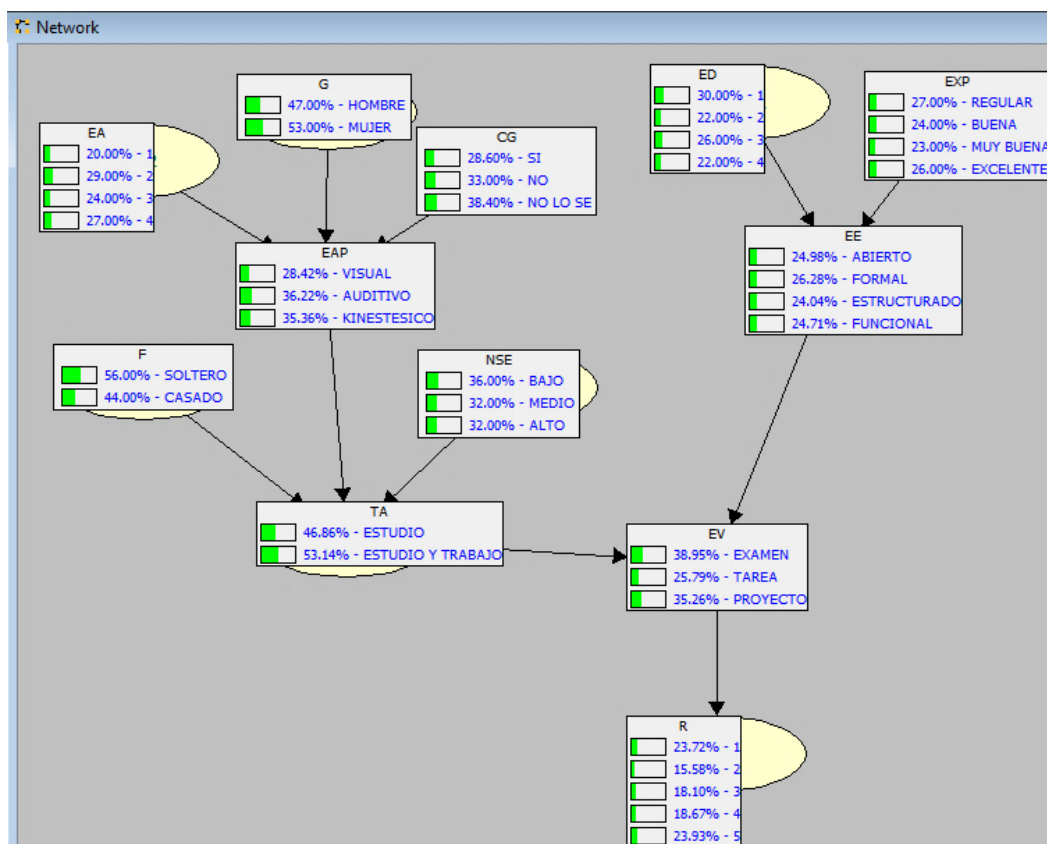 Network
G
47.00% - HOMBRE
53.00% - MUJER
ED
30.00% - 1
22.00% - 2
26.00% - 3
22.00% - 4
EXP
27.00% - REGULAR
24.00% - BUENA
23.00% - MUY BUENA
26.00% - EXCELENTE
EA
20.00% - 1
29.00% - 2
24.00% - 3
27.00% - 4
CG
28.60% - SI
33.00% - NO
38.40% - NO LO SE
EAP
28.42% - VISUAL
36.22% - AUDITIVO
35.36% - KINESTESICO
EE
24.98% - ABIERTO
26.28% - FORMAL
24.04% - ESTRUCTURADO
24.71% - FUNCIONAL
F
56.00% - SOLTERO
44.00% - CASADO
NSE
36.00% - BAJO
32.00% - MEDIO
32.00% - ALTO
TA
46.86% - ESTUDIO
53.14% - ESTUDIO Y TRABAJO
EV
38.95% - EXAMEN
25.79% - TAREA
35.26% - PROYECTO
R
23.72% - 1
15.58% - 2
18.10% - 3
18.67% - 4
23.93% - 5